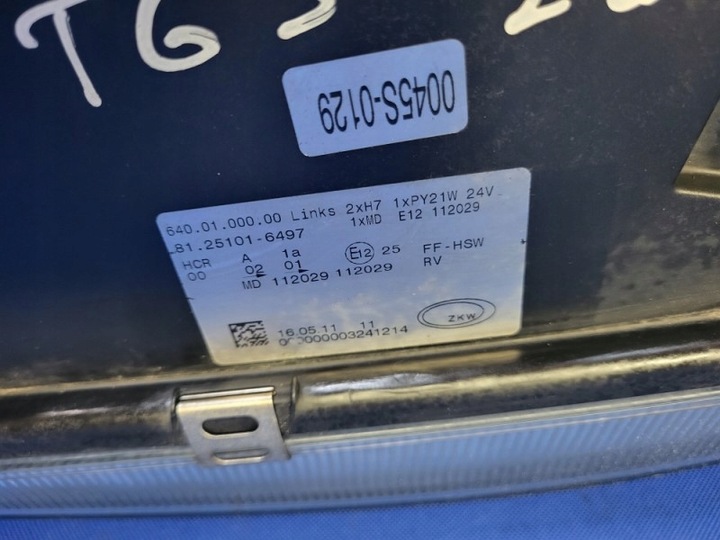 TGS
0045S-0129
640.01.000.00 Links 2xH7 1xPY21W 24V
81.25101-6497 1xMD E12 112029
HCR A 1a E12 25 FF-HSW
00 02 01 RV
MD 112029 112029
16.05.11 11
ZKW